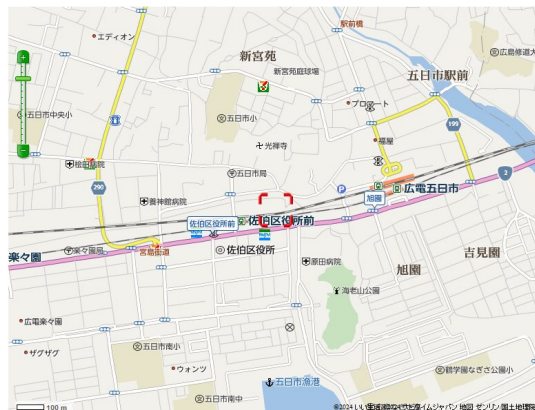 駅前橋
エディオン
新宮苑
広島修道大
新宮苑庭球場
五日市駅前
プロマート
五日市中央小
五日市小
199
福屋
光禅寺
桧田病院
五日市局
広電五日市
2
290
養神館病院
旭園
佐伯区役所前
佐伯区役所前
吉見園
楽々園局
宮島街道
佐伯区役所
楽々園
原田病院
旭園
海老山公園
広電楽々園
五日市南小
ザグザグ
ウォンツ
鶴学園なぎさ公園小
五日市漁港
五日市南中
100 m